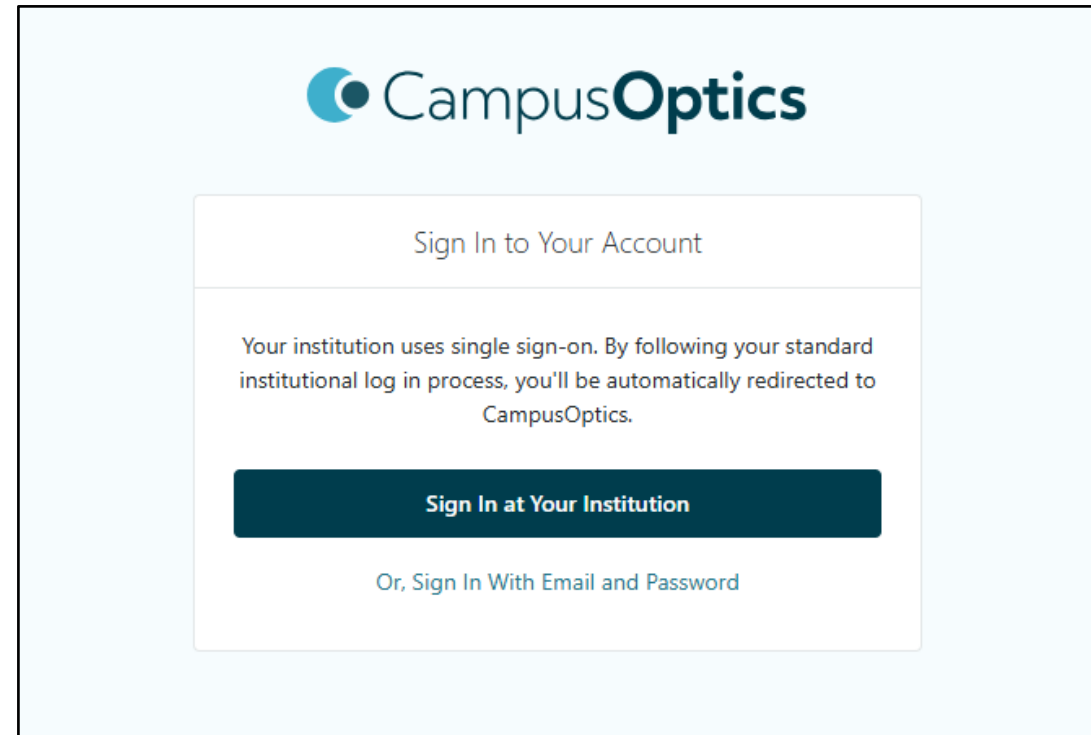 CampusOptics
Sign In to Your Account
Your institution uses single sign-on. By following your standard
institutional log in process, you'll be automatically redirected to
CampusOptics.
Sign In at Your Institution
Or, Sign In With Email and Password